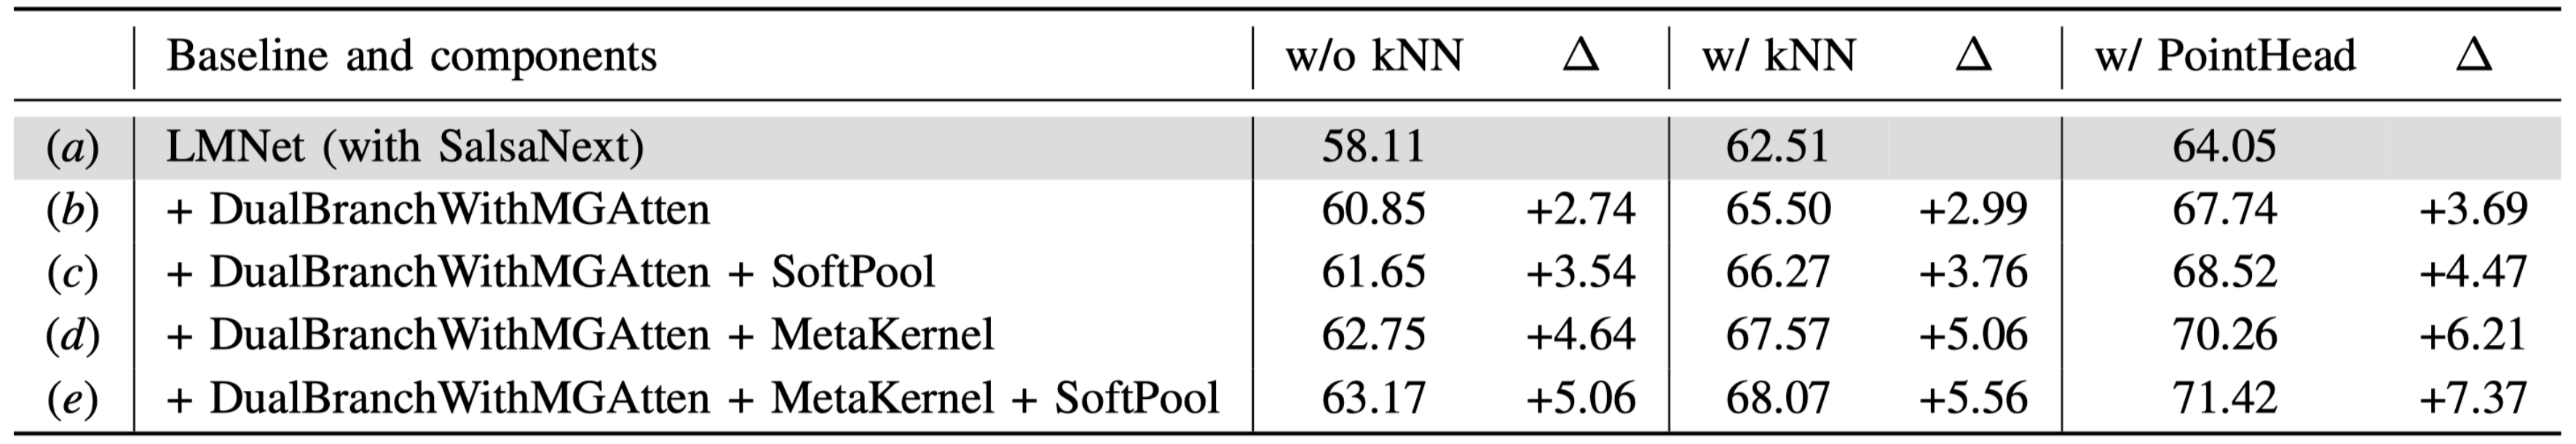 Baseline and components w/o kNN Δ w/ kNN Δ w/ PointHead Δ
(a) LMNet (with SalsaNext) 58.11 62.51 64.05
(b) + DualBranchWithMGAtten 60.85 +2.74 65.50 +2.99 67.74 +3.69
(c) + DualBranchWithMGAtten + SoftPool 61.65 +3.54 66.27 +3.76 68.52 +4.47
(d) + DualBranchWithMGAtten + MetaKernel 62.75 +4.64 67.57 +5.06 70.26 +6.21
(e) + DualBranchWithMGAtten + MetaKernel + SoftPool 63.17 +5.06 68.07 +5.56 71.42 +7.37